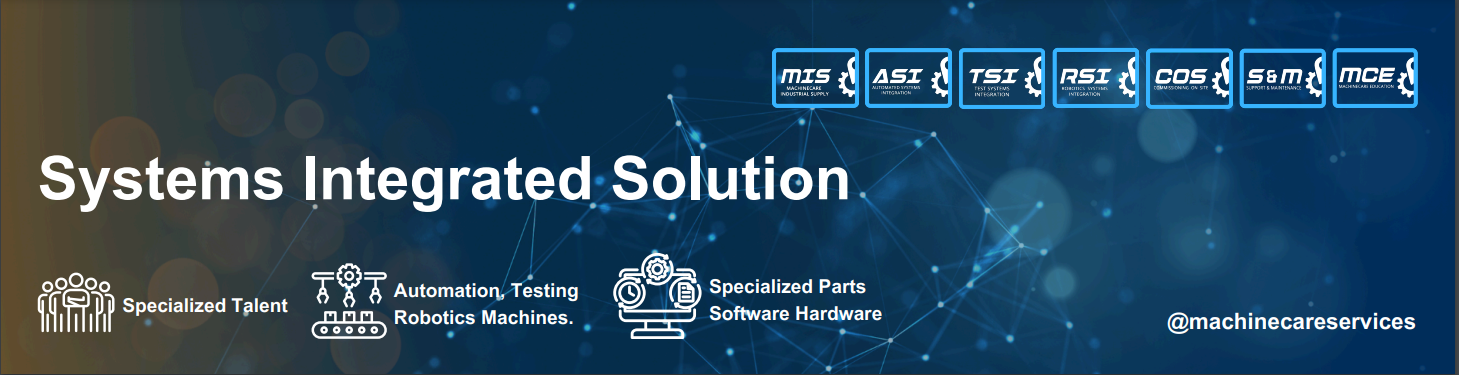 MIS
MACHINECARE
INDUSTRIAL SUPPLY
ASI
AUTOMATED SYSTEMS
INTEGRATION
TSI
TEST SYSTEMS
INTEGRATION
RSI
ROBOTICS SYSTEMS
INTEGRATION
COS
COMMISSIONING ON SITE
S&M
SUPPORT & MAINTENANCE
MCE
MACHINECARE EDUCATION
Systems Integrated Solution
Specialized Talent
Automation, Testing
Robotics Machines.
Specialized Parts
Software Hardware
@machinecareservices